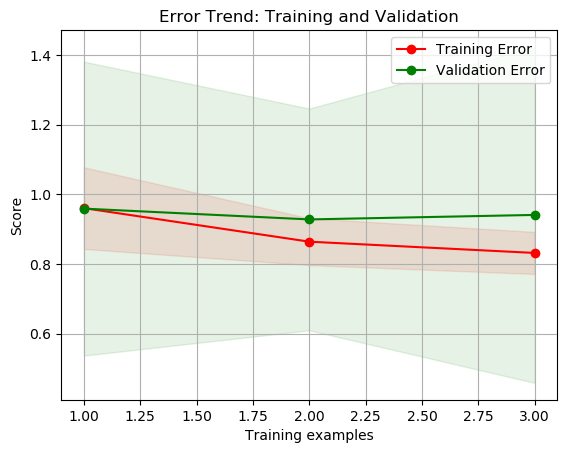 Error Trend: Training and Validation
Training Error
Validation Error
1.4
1.2
1.0
0.8
0.6
Score
1.00 1.25 1.50 1.75 2.00 2.25 2.50 2.75 3.00
Training examples